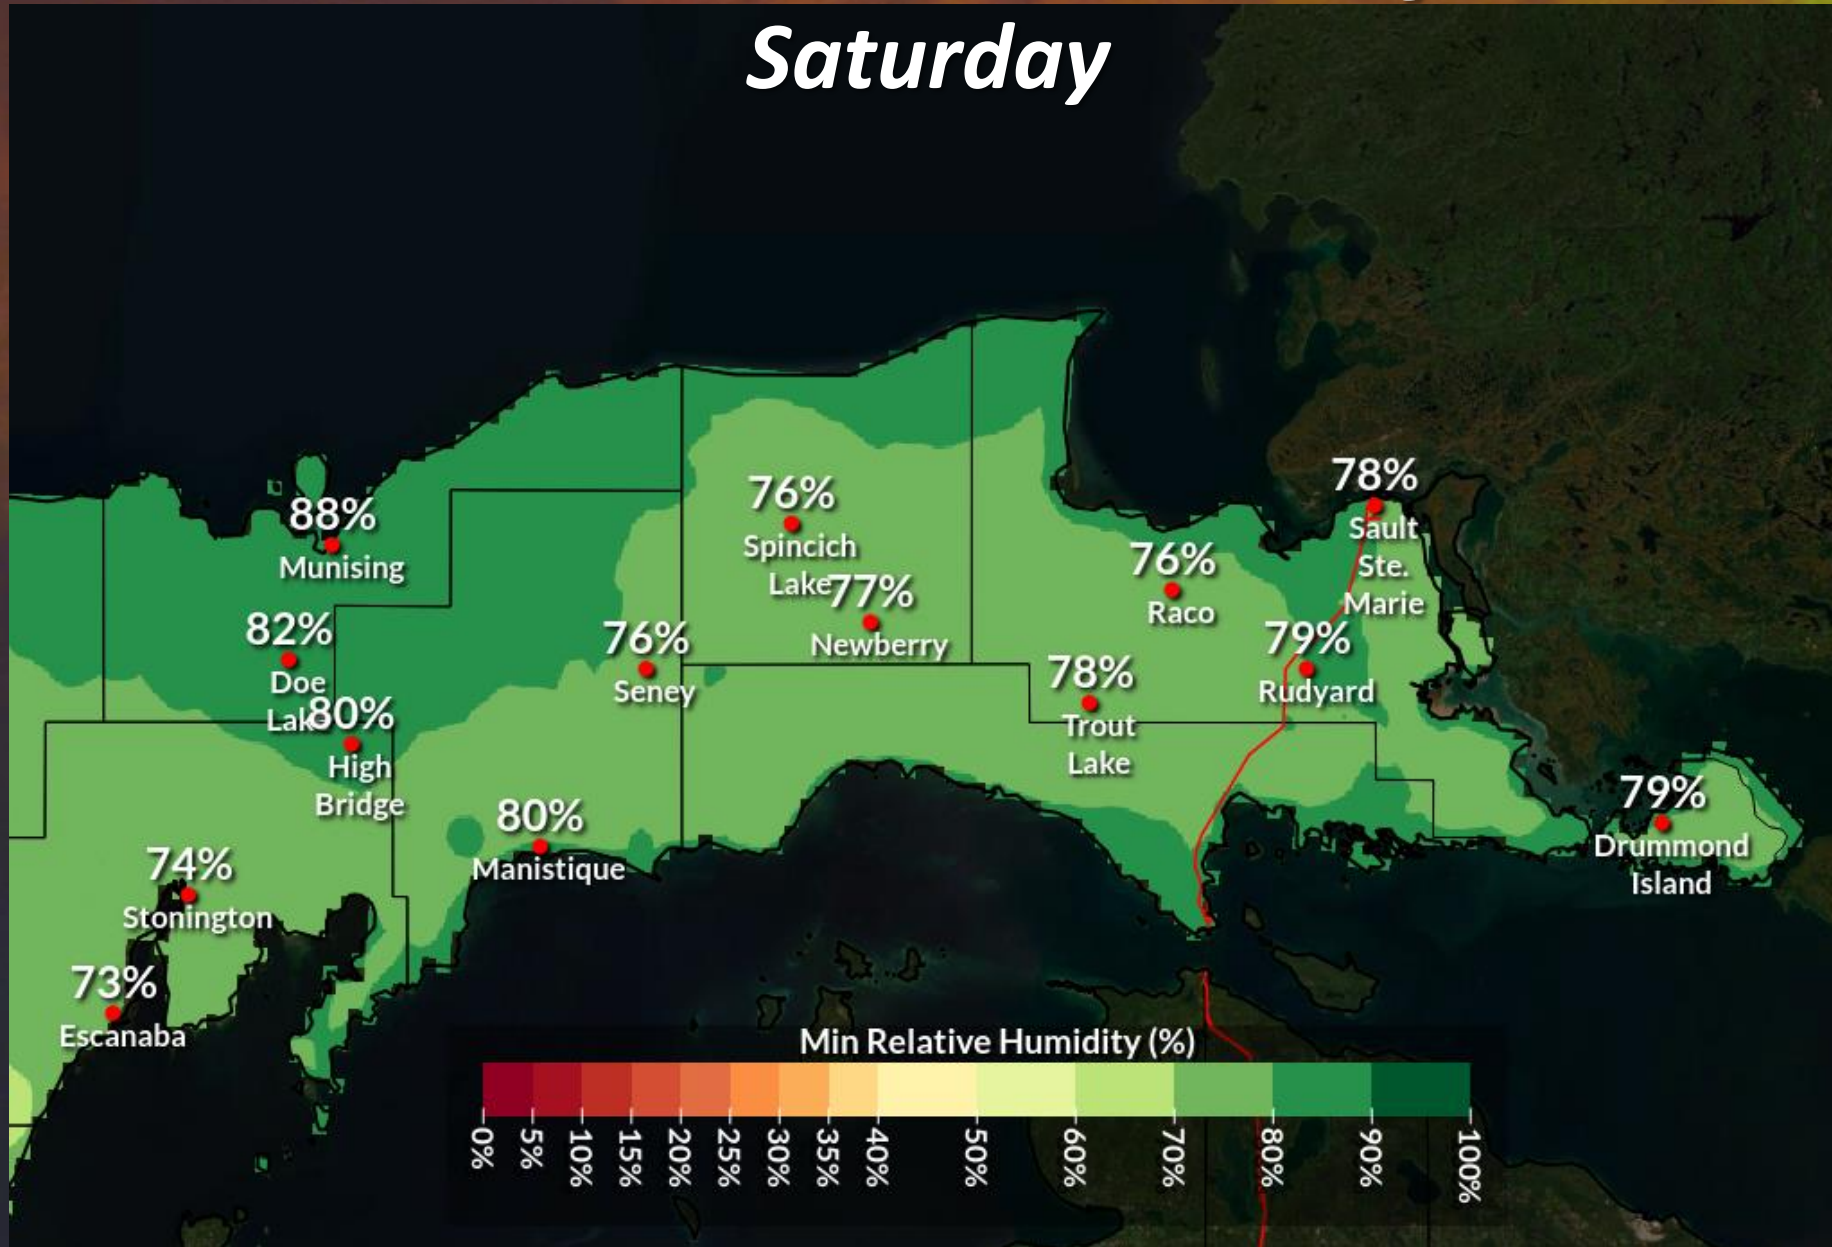 Saturday
78%
Sault
Ste.
Marie
88%
Munising
76%
Spincich
Lake
77%
Newberry
76%
Raco
82%
Doe
Lake
76%
Seney
79%
Rudyard
78%
Trout
Lake
80%
High
Bridge
79%
Drummond
Island
80%
Manistique
74%
Stonington
73%
Escanaba
Min Relative Humidity (%)
0%
5%
10%
15%
20%
25%
30%
35%
40%
50%
60%
70%
80%
90%
100%